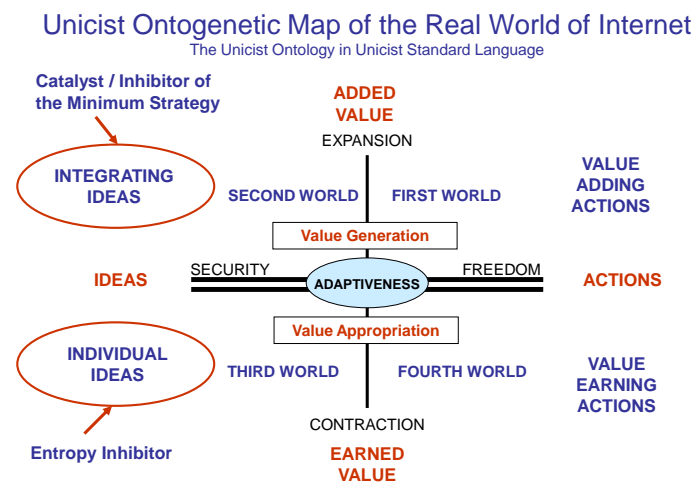 Unicist Ontogenetic Map of the Real World of Internet
The Unicist Ontology in Unicist Standard Language
Catalyst / Inhibitor of
the Minimum Strategy
ADDED
VALUE
EXPANSION
INTEGRATING
IDEAS
SECOND WORLD
FIRST WORLD
VALUE
ADDING
ACTIONS
Value Generation
IDEAS
SECURITY
ADAPTIVENESS
FREEDOM
ACTIONS
Value Appropriation
INDIVIDUAL
IDEAS
THIRD WORLD
FOURTH WORLD
VALUE
EARNING
ACTIONS
CONTRACTION
Entropy Inhibitor
EARNED
VALUE